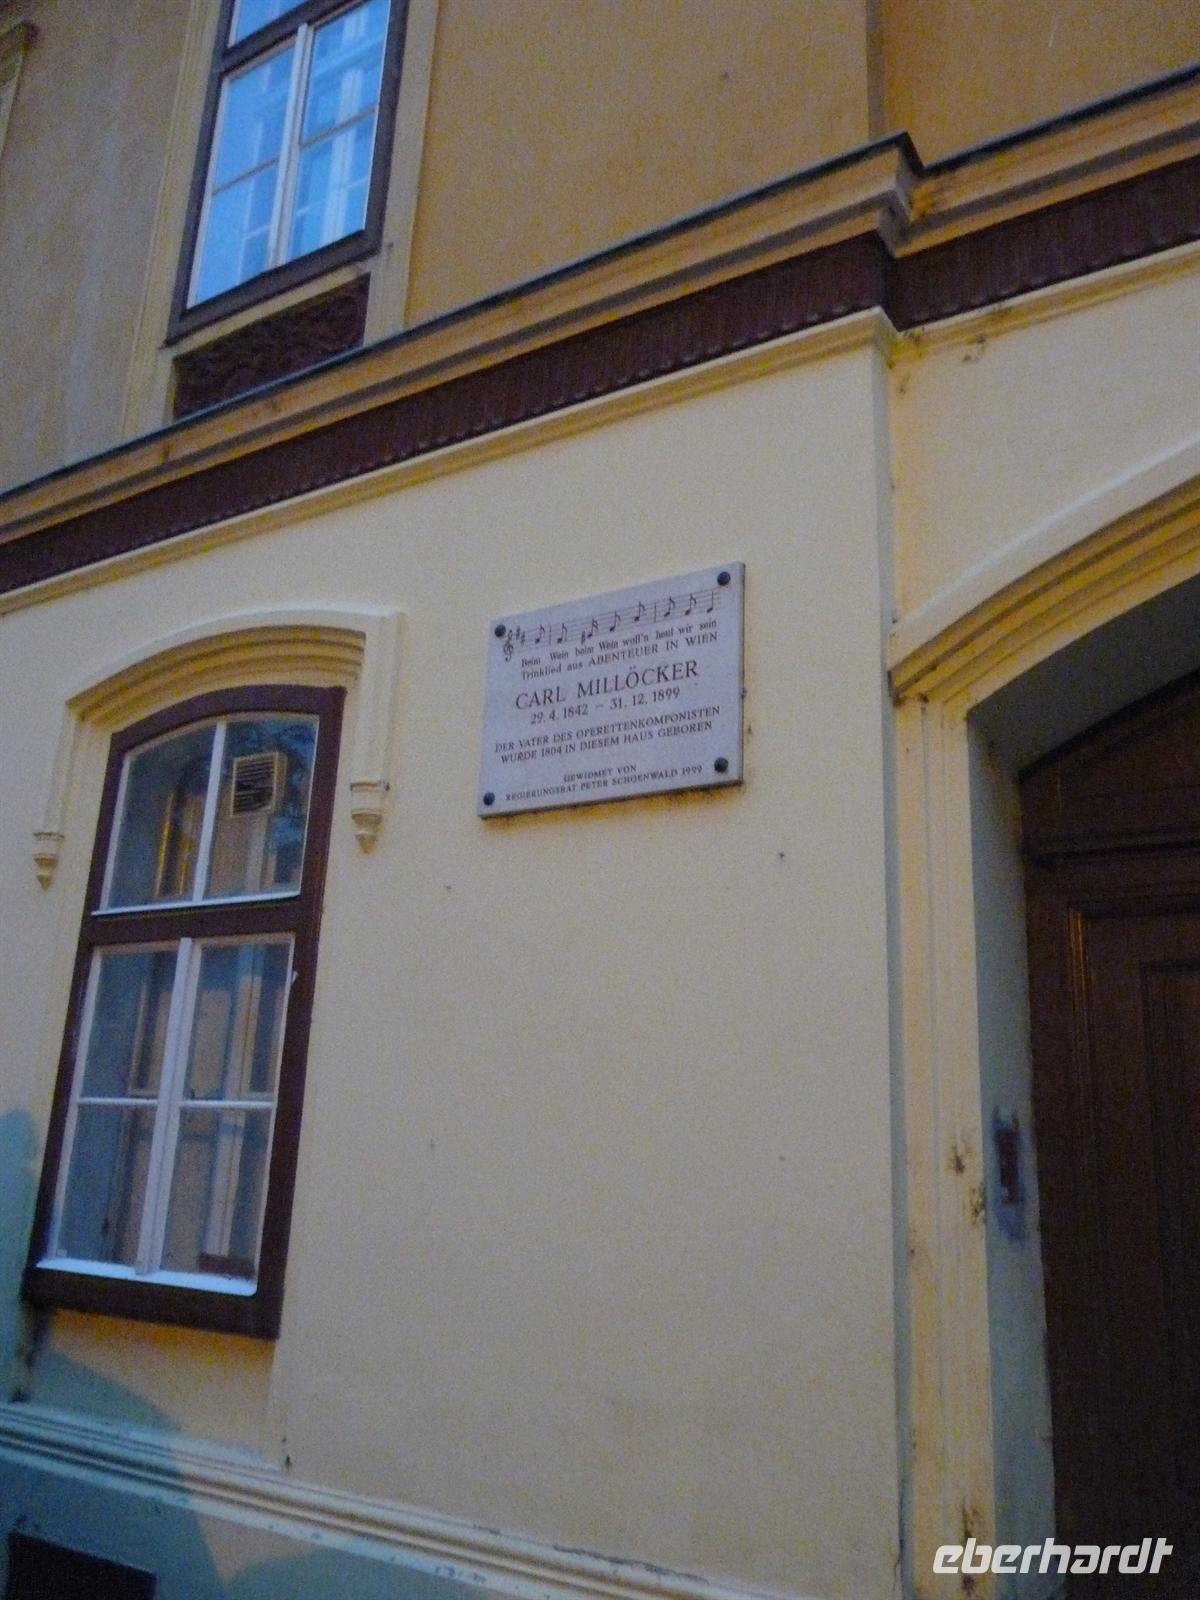 Beim Wein beim Wein woll'n heut wir sein
Trinklied aus ABENTEUER IN WIEN
CARL MILLÖCKER
29. 4. 1842 – 31. 12. 1899
DER VATER DES OPERETTENKOMPONISTEN
WURDE 1804 IN DIESEM HAUS GEBOREN
GEWIDMET VON
REGIERUNGSRAT PETER SCHOENWALD 1999
eberhardt